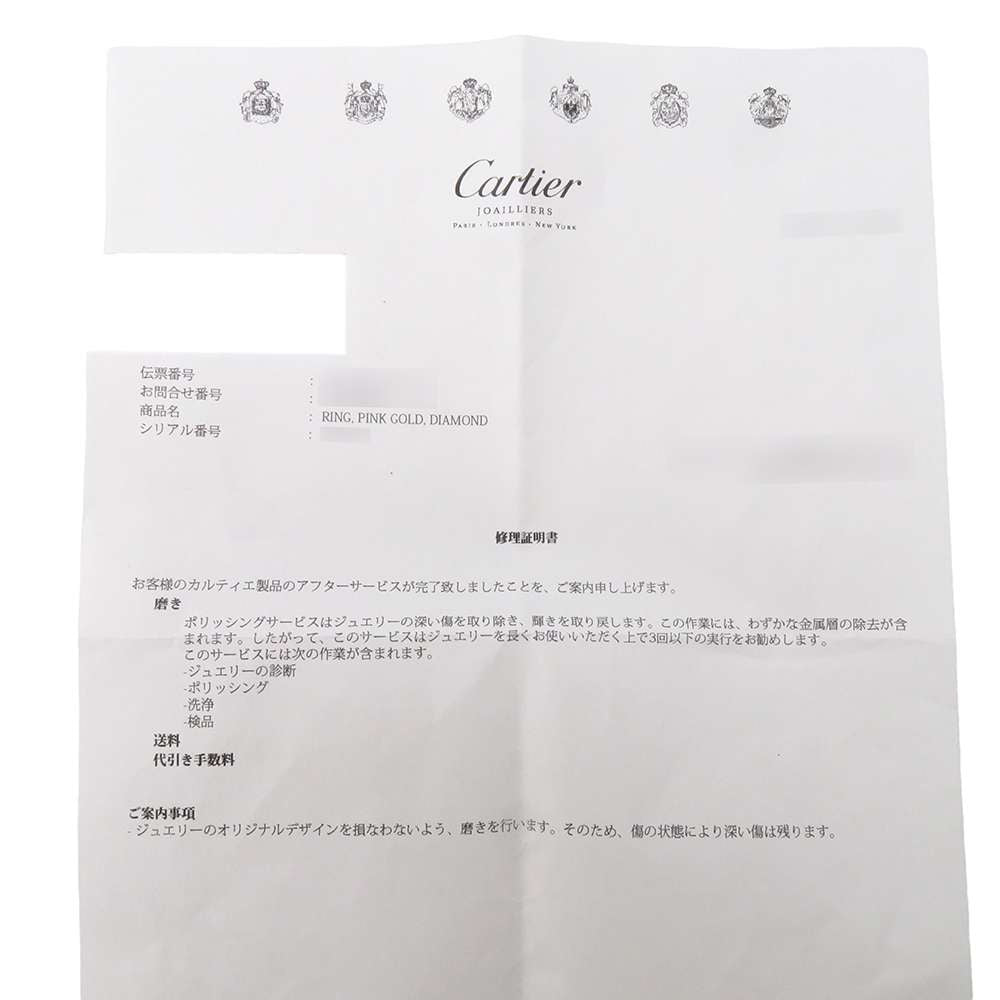 Cartier
JOAILLIERS
PARIS - LONDRES - NEW YORK
伝票番号 :
お問合せ番号 :
商品名 : RING, PINK GOLD, DIAMOND
シリアル番号 :
修理証明書
お客様のカルティエ製品のアフターサービスが完了致しましたことを、ご案内申し上げます。
磨き
ポリッシングサービスはジュエリーの深い傷を取り除き、輝きを取り戻します。この作業には、わずかな金属層の除去が含
まれます。したがって、このサービスはジュエリーを長くお使いいただく上で3回以下の実行をお勧めします。
このサービスには次の作業が含まれます。
-ジュエリーの診断
-ポリッシング
-洗浄
-検品
送料
代引き手数料
ご案内事項
- ジュエリーのオリジナルデザインを損なわないよう、磨きを行います。そのため、傷の状態により深い傷は残ります。